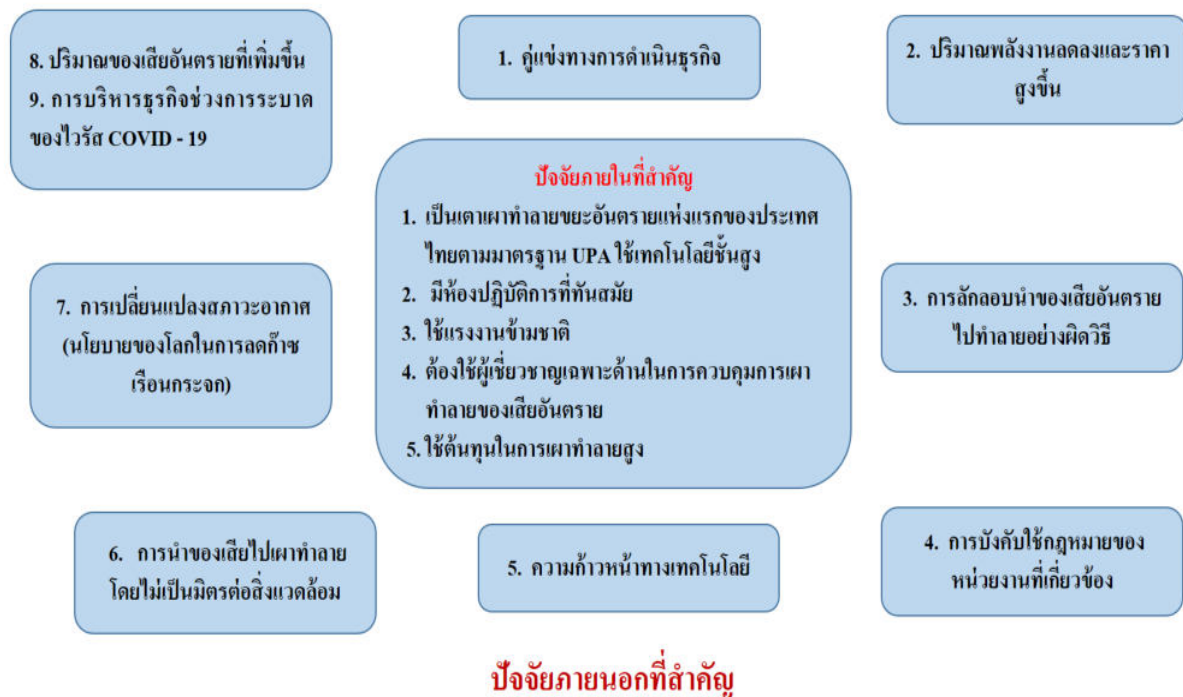 8. ปริมาณของเสียอันตรายที่เพิ่มขึ้น
9. การบริหารธุรกิจช่วงการระบาด
ของไวรัส COVID - 19
1. คู่แข่งทางการดำเนินธุรกิจ
2. ปริมาณพลังงานลดลงและราคา
สูงขึ้น
ปัจจัยภายในที่สำคัญ
1. เป็นเตาเผาทำลายขยะอันตรายแห่งแรกของประเทศ
ไทยตามมาตรฐาน UPA ใช้เทคโนโลยีชั้นสูง
2. มีห้องปฏิบัติการที่ทันสมัย
3. ใช้แรงงานข้ามชาติ
4. ต้องใช้ผู้เชี่ยวชาญเฉพาะด้านในการควบคุมการเผา
ทำลายของเสียอันตราย
5. ใช้ต้นทุนในการเผาทำลายสูง
7. การเปลี่ยนแปลงสภาวะอากาศ
(นโยบายของโลกในการลดก๊าซ
เรือนกระจก)
3. การลักลอบนำของเสียอันตราย
ไปทำลายอย่างผิดวิธี
6. การนำของเสียไปเผาทำลาย
โดยไม่เป็นมิตรต่อสิ่งแวดล้อม
5. ความก้าวหน้าทางเทคโนโลยี
4. การบังคับใช้กฎหมายของ
หน่วยงานที่เกี่ยวข้อง
ปัจจัยภายนอกที่สำคัญ